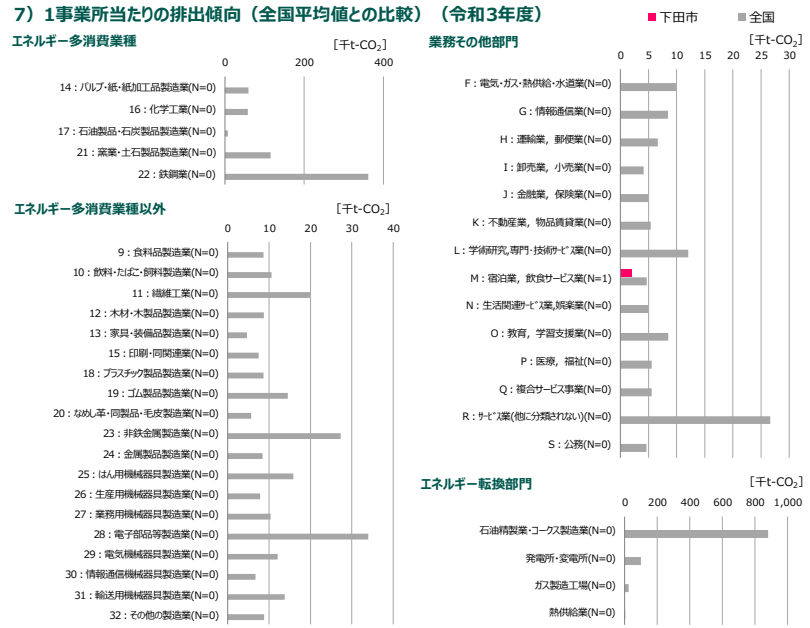 7）1事業所当たりの排出傾向（全国平均値との比較）（令和3年度）
下田市 全国
エネルギー多消費業種
[千t-CO2]
0 200 400
14：パルプ・紙・紙加工品製造業(N=0)
16：化学工業(N=0)
17：石油製品・石炭製品製造業(N=0)
21：窯業・土石製品製造業(N=0)
22：鉄鋼業(N=0)
エネルギー多消費業種以外
[千t-CO2]
0 10 20 30 40
9：食料品製造業(N=0)
10：飲料・たばこ・飼料製造業(N=0)
11：繊維工業(N=0)
12：木材・木製品製造業(N=0)
13：家具・装備品製造業(N=0)
15：印刷・同関連業(N=0)
18：プラスチック製品製造業(N=0)
19：ゴム製品製造業(N=0)
20：なめし革・同製品・毛皮製造業(N=0)
23：非鉄金属製造業(N=0)
24：金属製品製造業(N=0)
25：はん用機械器具製造業(N=0)
26：生産用機械器具製造業(N=0)
27：業務用機械器具製造業(N=0)
28：電子部品等製造業(N=0)
29：電気機械器具製造業(N=0)
30：情報通信機械器具製造業(N=0)
31：輸送用機械器具製造業(N=0)
32：その他の製造業(N=0)
業務その他部門
[千t-CO2]
0 5 10 15 20 25 30
F：電気・ガス・熱供給・水道業(N=0)
G：情報通信業(N=0)
H：運輸業，郵便業(N=0)
I：卸売業，小売業(N=0)
J：金融業，保険業(N=0)
K：不動産業，物品賃貸業(N=0)
L：学術研究,専門・技術ｻｰﾋﾞｽ業(N=0)
M：宿泊業，飲食サービス業(N=1)
N：生活関連ｻｰﾋﾞｽ業,娯楽業(N=0)
O：教育，学習支援業(N=0)
P：医療，福祉(N=0)
Q：複合サービス事業(N=0)
R：ｻｰﾋﾞｽ業(他に分類されない)(N=0)
S：公務(N=0)
エネルギー転換部門
[千t-CO2]
0 200 400 600 800 1,000
石油精製業・コークス製造業(N=0)
発電所・変電所(N=0)
ガス製造工場(N=0)
熱供給業(N=0)